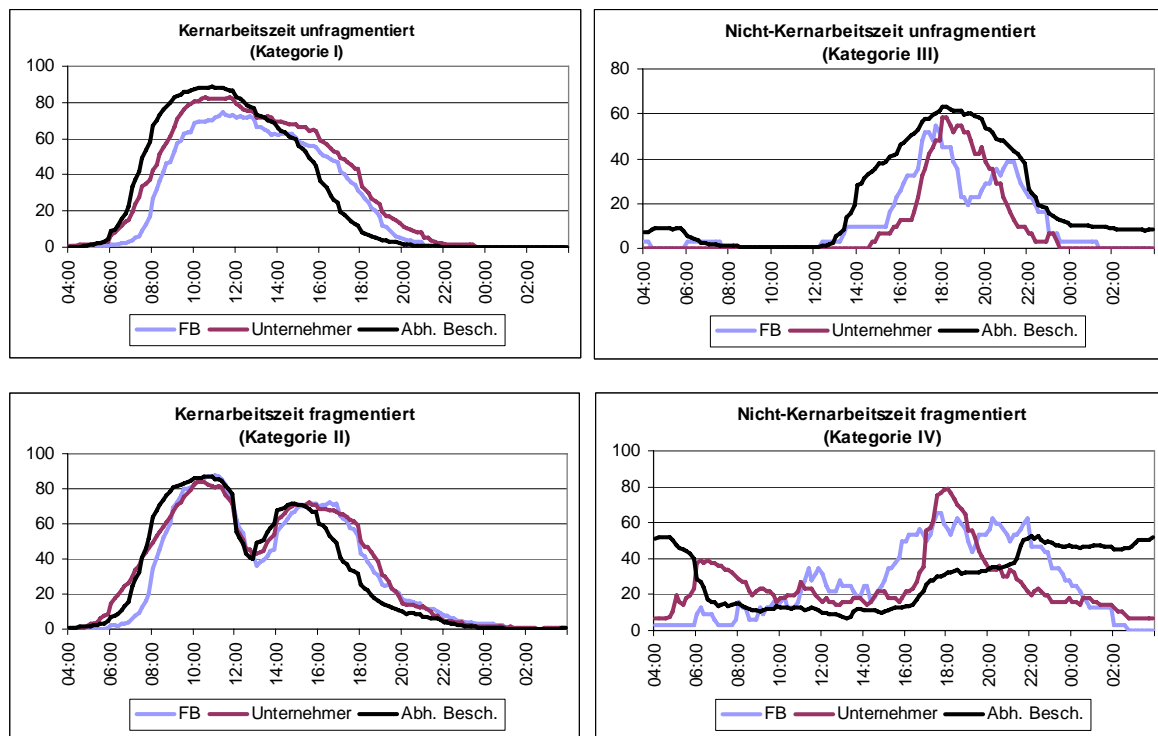 Kernarbeitszeit unfragmentiert
(Kategorie I)
100
80
60
40
20
0
04:00 06:00 08:00 10:00 12:00 14:00 16:00 18:00 20:00 22:00 00:00 02:00
FB Unternehmer Abh. Besch.
Nicht-Kernarbeitszeit unfragmentiert
(Kategorie III)
80
60
40
20
0
04:00 06:00 08:00 10:00 12:00 14:00 16:00 18:00 20:00 22:00 00:00 02:00
FB Unternehmer Abh. Besch.
Kernarbeitszeit fragmentiert
(Kategorie II)
100
80
60
40
20
0
04:00 06:00 08:00 10:00 12:00 14:00 16:00 18:00 20:00 22:00 00:00 02:00
FB Unternehmer Abh. Besch.
Nicht-Kernarbeitszeit fragmentiert
(Kategorie IV)
100
80
60
40
20
0
04:00 06:00 08:00 10:00 12:00 14:00 16:00 18:00 20:00 22:00 00:00 02:00
FB Unternehmer Abh. Besch.